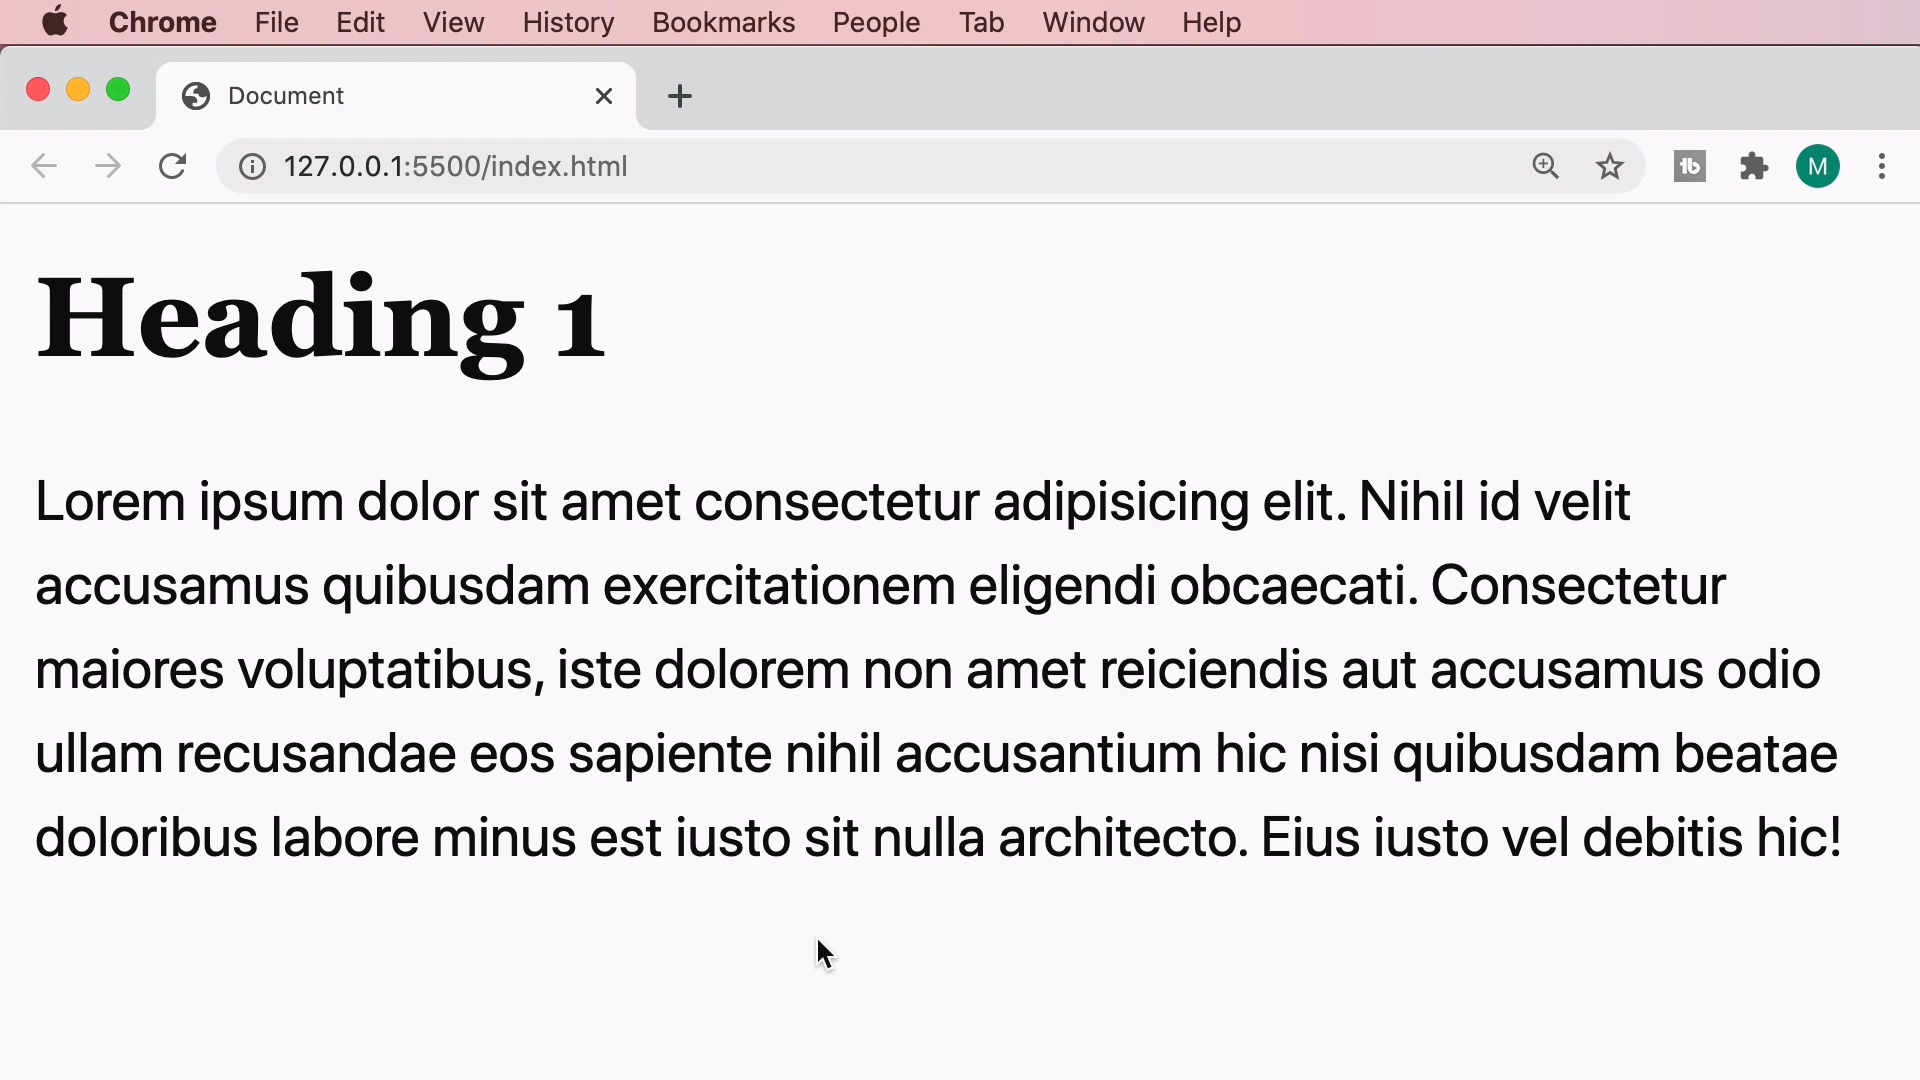 Chrome File Edit View History Bookmarks People Tab Window Help
Document
127.0.0.1:5500/index.html
tb
M
Heading 1
Lorem ipsum dolor sit amet consectetur adipisicing elit. Nihil id velit
accusamus quibusdam exercitationem eligendi obcaecati. Consectetur
maiores voluptatibus, iste dolorem non amet reiciendis aut accusamus odio
ullam recusandae eos sapiente nihil accusantium hic nisi quibusdam beatae
doloribus labore minus est iusto sit nulla architecto. Eius iusto vel debitis hic!